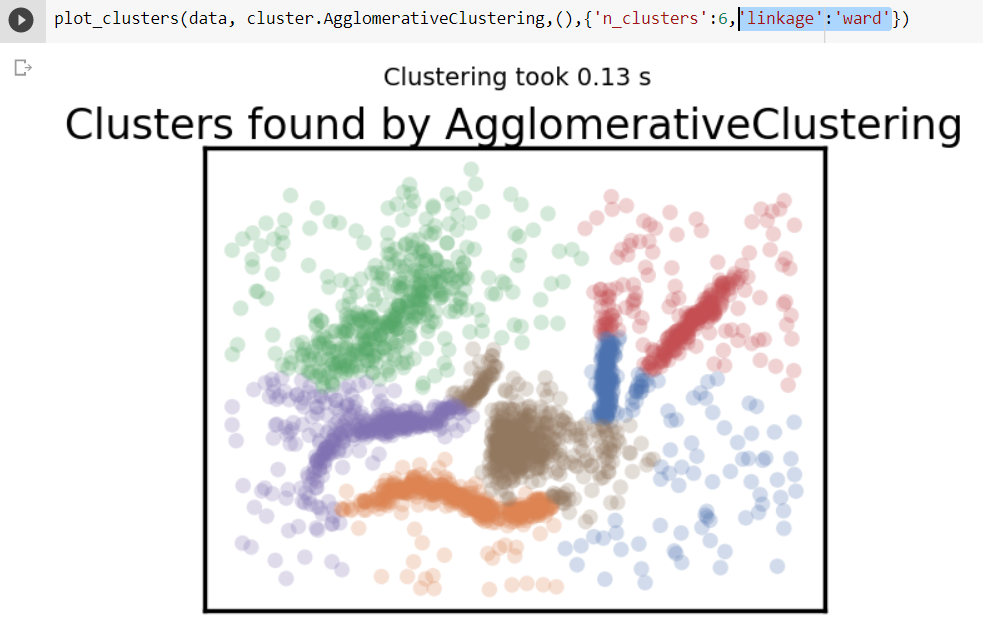 plot_clusters(data, cluster.AgglomerativeClustering,(),{'n_clusters':6,'linkage':'ward'})
Clustering took 0.13 s
Clusters found by AgglomerativeClustering